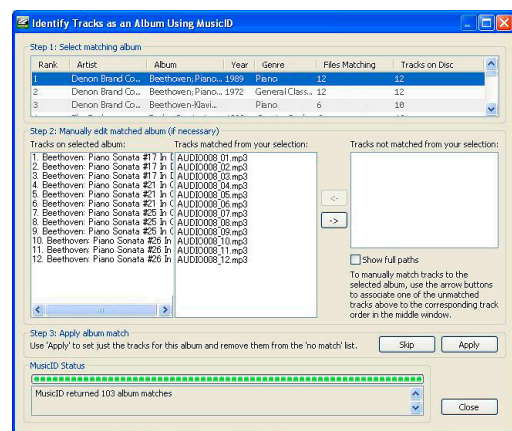 Identify Tracks as an Album Using MusicID
Step 1: Select matching album
Rank Artist Album Year Genre Files Matching Tracks on Disc
1 Denon Brand Co... Beethoven; Piano... 1989 Piano 12 12
2 Denon Brand Co... Beethoven; Piano... 1972 General Class... 12 12
3 Denon Brand Co... Beethoven-Klavi... Piano 6 10
Step 2: Manually edit matched album (if necessary)
Tracks on selected album: Tracks matched from your selection: Tracks not matched from your selection:
1. Beethoven: Piano Sonata #17 In D AUDIO008_01.mp3
2. Beethoven: Piano Sonata #17 In D AUDIO008_02.mp3
3. Beethoven: Piano Sonata #17 In D AUDIO008_03.mp3
4. Beethoven: Piano Sonata #21 In C AUDIO008_04.mp3
5. Beethoven: Piano Sonata #21 In C AUDIO008_05.mp3
6. Beethoven: Piano Sonata #21 In C AUDIO008_06.mp3
7. Beethoven: Piano Sonata #25 In G AUDIO008_07.mp3
8. Beethoven: Piano Sonata #25 In G AUDIO008_08.mp3
9. Beethoven: Piano Sonata #25 In G AUDIO008_09.mp3
10. Beethoven: Piano Sonata #26 In AUDIO008_10.mp3
11. Beethoven: Piano Sonata #26 In AUDIO008_11.mp3
12. Beethoven: Piano Sonata #26 In AUDIO008_12.mp3
<-
->
Show full paths
To manually match tracks to the
selected album, use the arrow buttons
to associate one of the unmatched
tracks above to the corresponding track
order in the middle window.
Step 3: Apply album match
Use 'Apply' to set just the tracks for this album and remove them from the 'no match' list. Skip Apply
MusicID Status
MusicID returned 103 album matches
Close